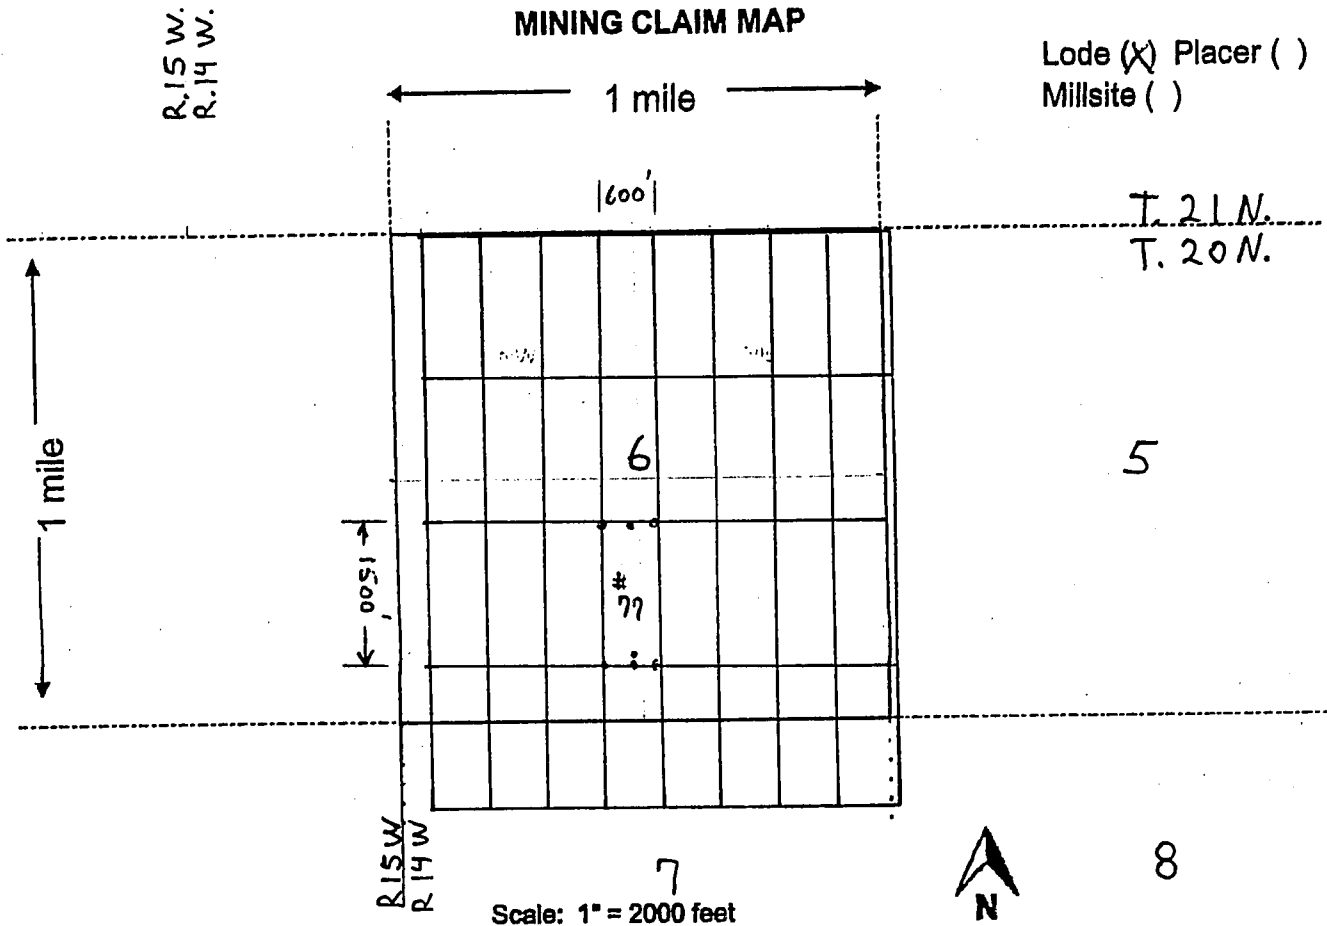 MINING CLAIM MAP
R.15 W.
R.14 W.
Lode (X) Placer ( )
Millsite ( )
1 mile
600'
T. 21 N.
T. 20 N.
1 mile
6
5
1500'
#
77
R15W
R14W
7
8
Scale: 1" = 2000 feet
N